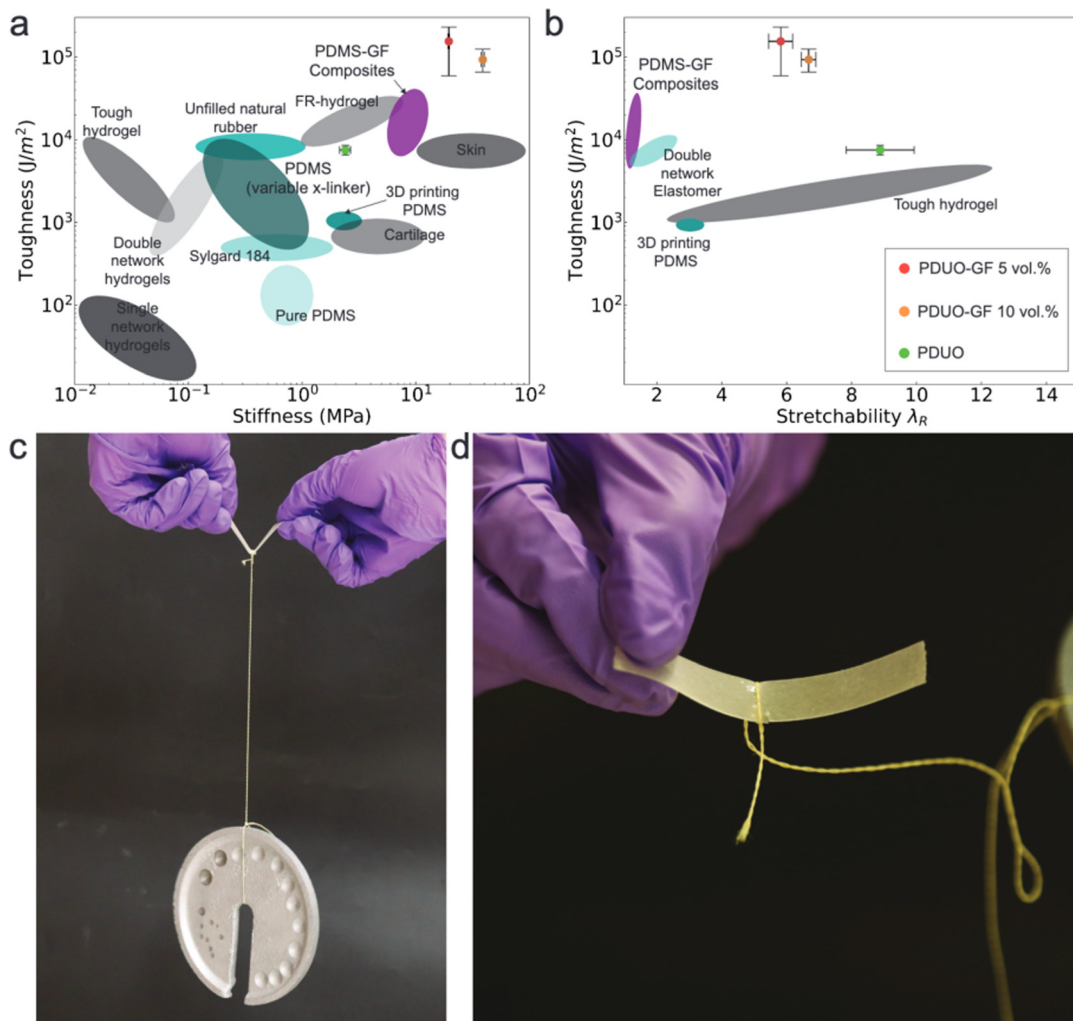 a
Toughness (J/m²)
10⁵
10⁴
10³
10²
10⁻²
10⁻¹
10⁰
10¹
10²
Stiffness (MPa)
PDMS-GF
Composites
FR-hydrogel
Tough
hydrogel
Unfilled natural
rubber
Skin
PDMS
(variable x-linker)
3D printing
PDMS
Cartilage
Double
network
hydrogels
Sylgard 184
Pure PDMS
Single
network
hydrogels
b
Toughness (J/m²)
10⁵
10⁴
10³
10²
2
4
6
8
10
12
14
Stretchability λR
PDMS-GF
Composites
Double
network
Elastomer
Tough hydrogel
3D printing
PDMS
PDUO-GF 5 vol.%
PDUO-GF 10 vol.%
PDUO
c
d